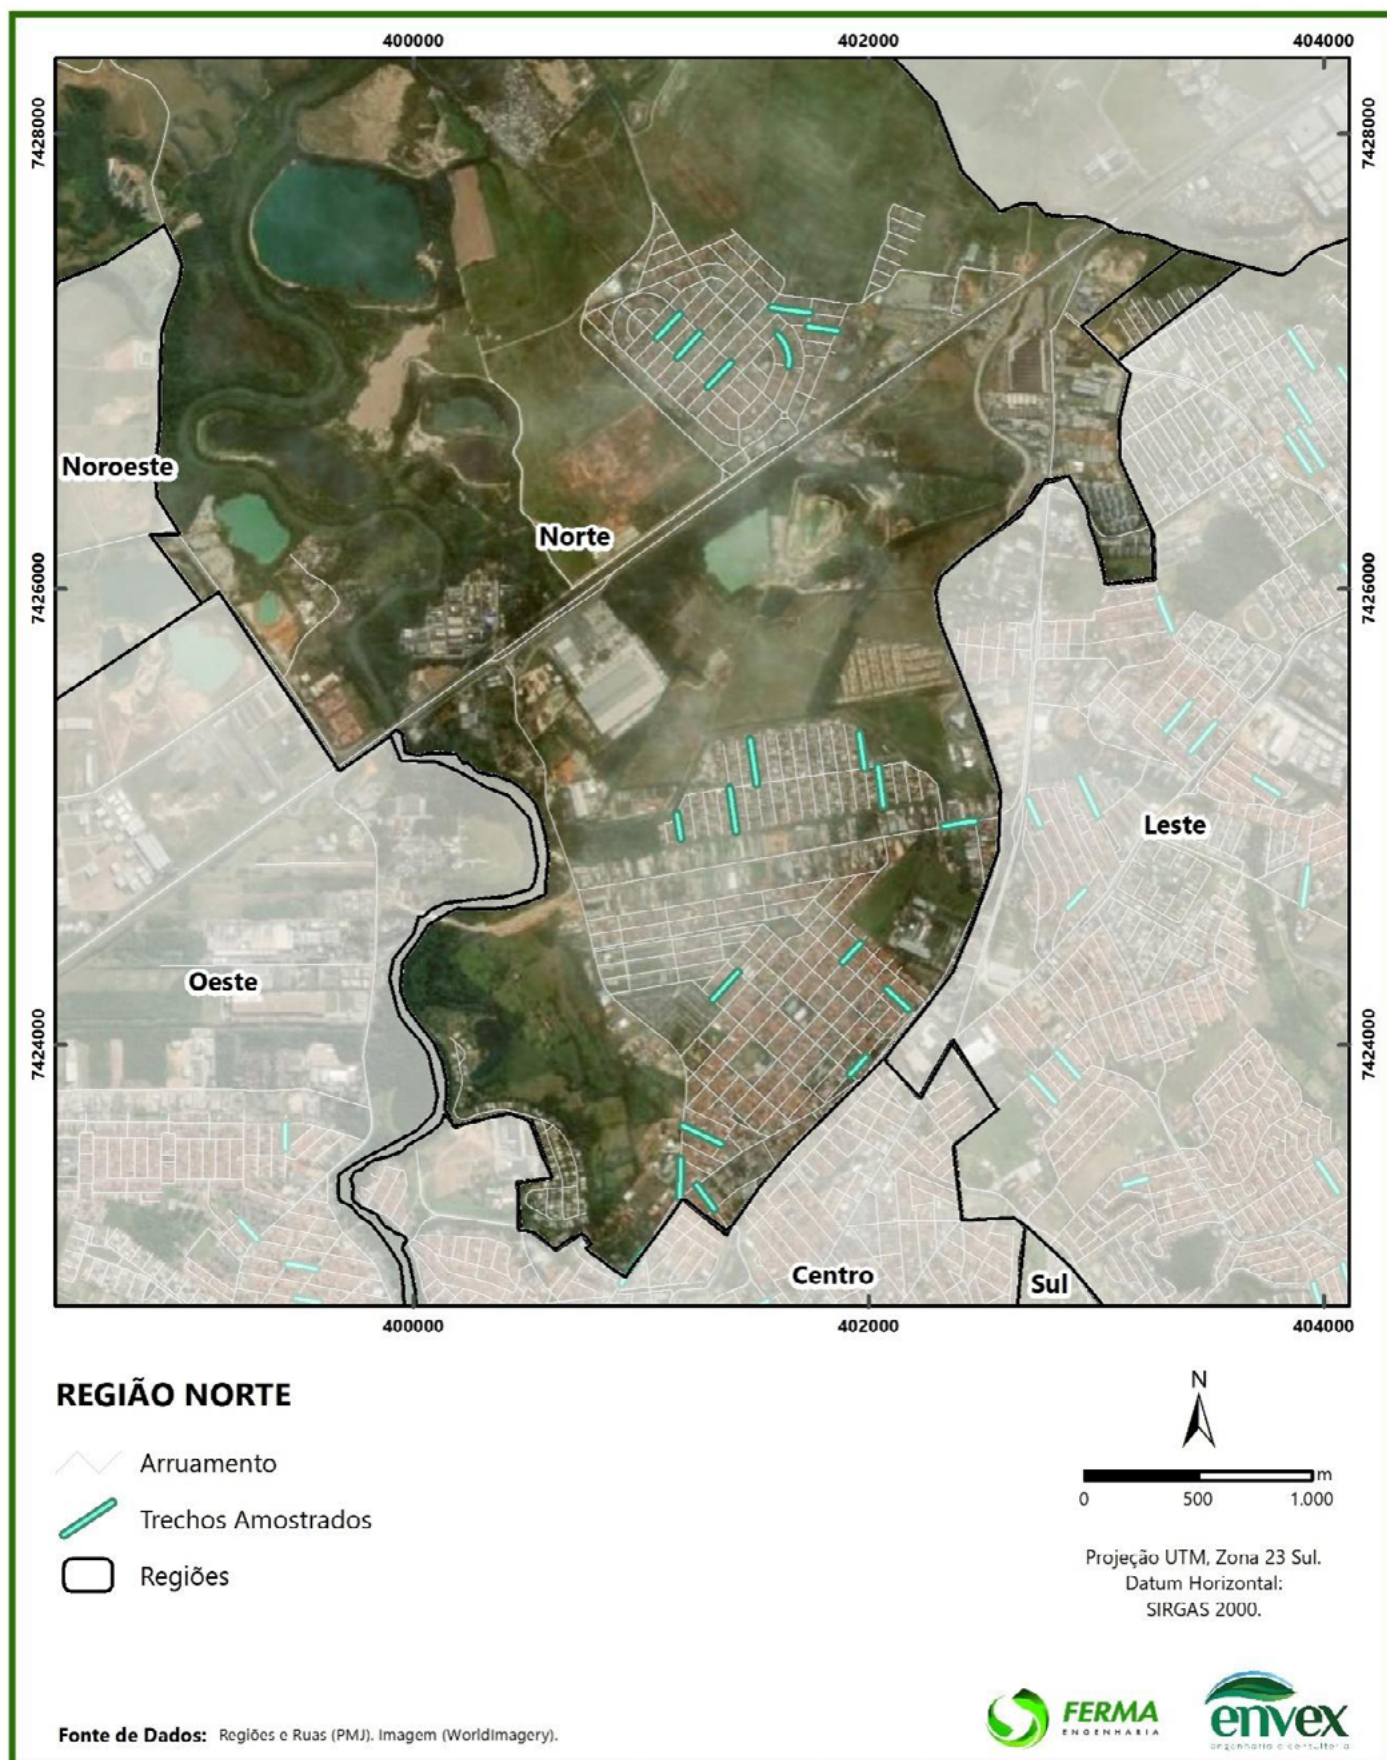 400000
402000
404000
7428000
7428000
Noroeste
Norte
7426000
7426000
Leste
Oeste
7424000
7424000
Centro
Sul
400000
402000
404000
REGIÃO NORTE
N
Arruamento
m
0 500 1.000
Trechos Amostrados
Projeção UTM, Zona 23 Sul.
Datum Horizontal:
SIRGAS 2000.
Regiões
FERMA
ENGENHARIA
envex
engenharia e consultoria
Fonte de Dados: Regiões e Ruas (PMJ). Imagem (WorldImagery).